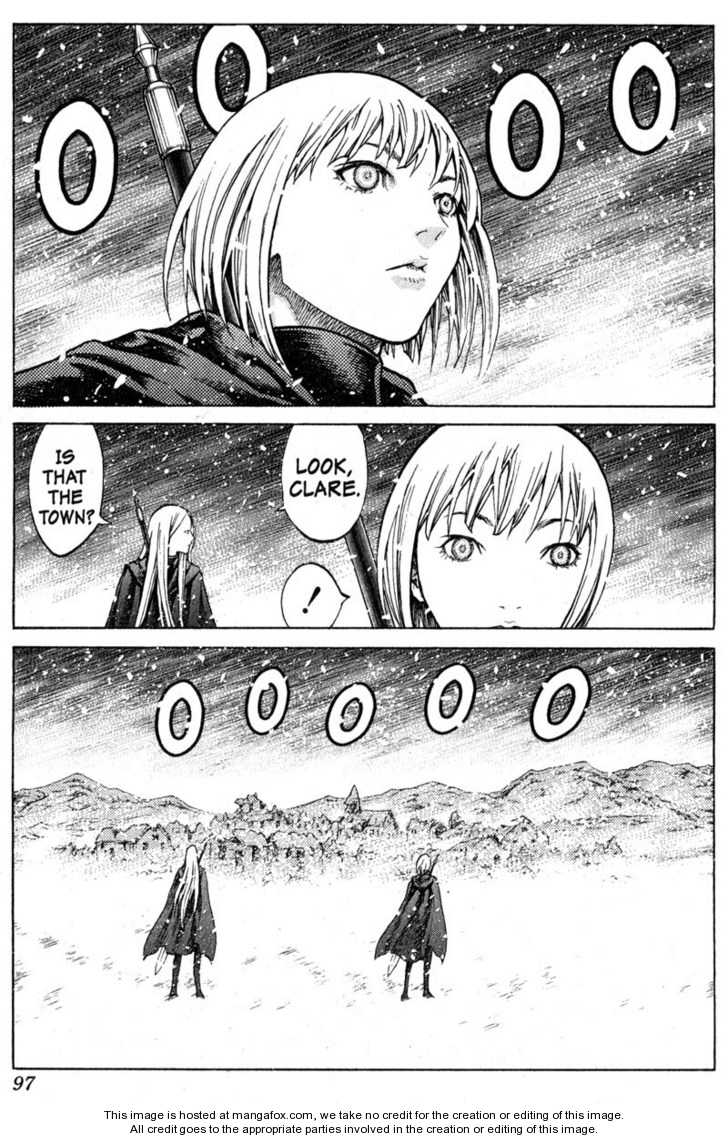 O O O O
LOOK,
CLARE.
!
IS
THAT
THE
TOWN?
O O O O O
97
This image is hosted at mangafox.com, we take no credit for the creation or editing of this image.
All credit goes to the appropriate parties involved in the creation or editing of this image.